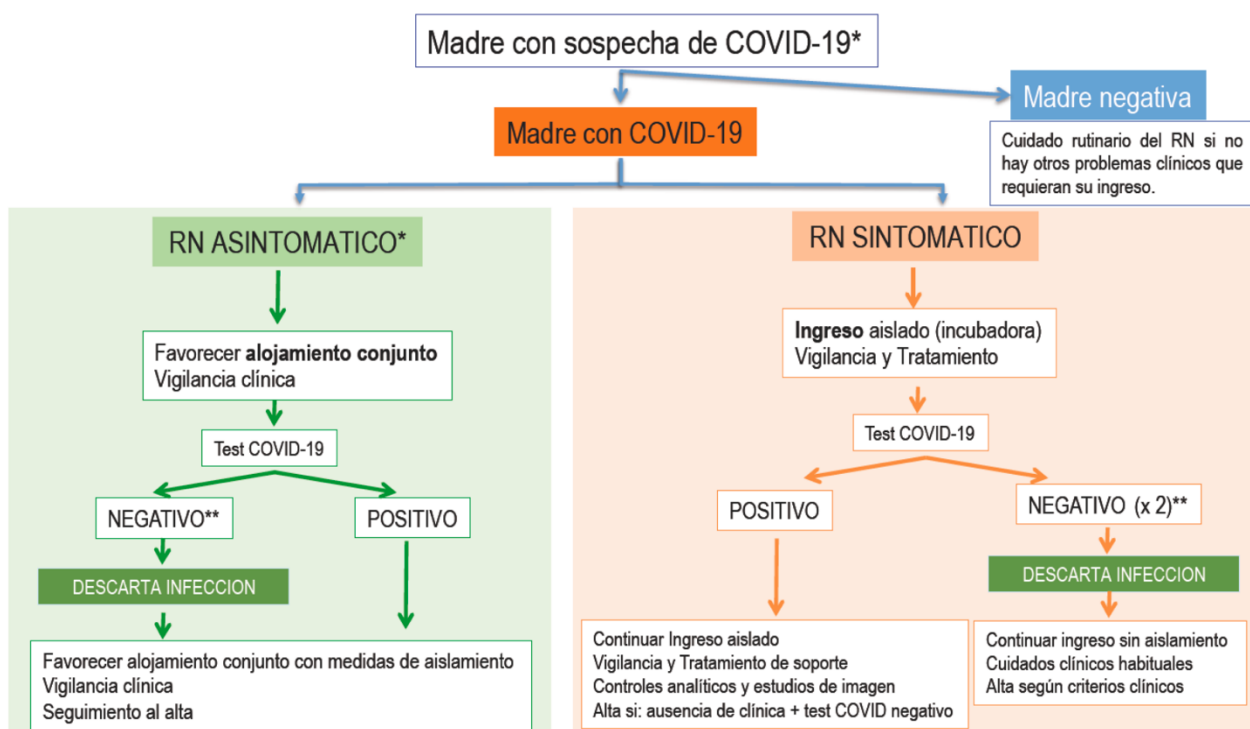 Madre con sospecha de COVID-19*
Madre negativa
Cuidado rutinario del RN si no
hay otros problemas clínicos que
requieran su ingreso.
Madre con COVID-19
RN ASINTOMATICO*
Favorecer alojamiento conjunto
Vigilancia clínica
Test COVID-19
NEGATIVO**
POSITIVO
DESCARTA INFECCION
Favorecer alojamiento conjunto con medidas de aislamiento
Vigilancia clínica
Seguimiento al alta
RN SINTOMATICO
Ingreso aislado (incubadora)
Vigilancia y Tratamiento
Test COVID-19
POSITIVO
NEGATIVO (x 2)**
DESCARTA INFECCION
Continuar Ingreso aislado
Vigilancia y Tratamiento de soporte
Controles analíticos y estudios de imagen
Alta si: ausencia de clínica + test COVID negativo
Continuar ingreso sin aislamiento
Cuidados clínicos habituales
Alta según criterios clínicos